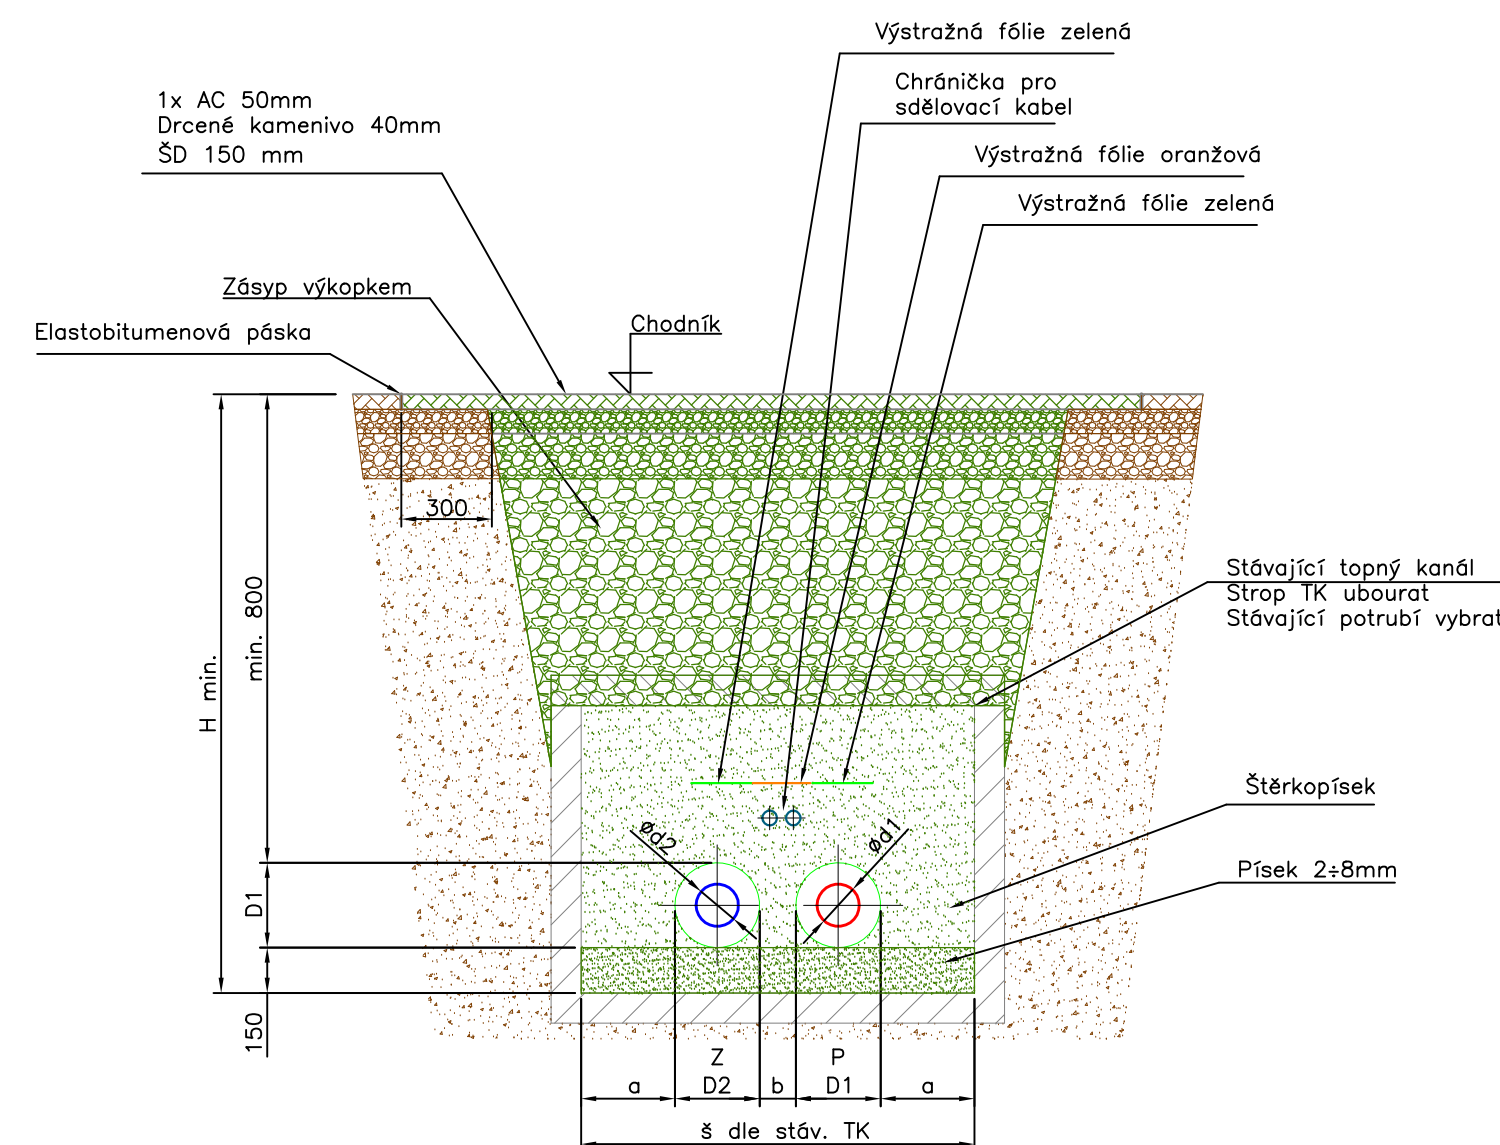 Výstražná fólie zelená
Chránička pro
sdělovací kabel
1x AC 50mm
Drcené kamenivo 40mm
ŠD 150 mm
Výstražná fólie oranžová
Výstražná fólie zelená
Zásyp výkopkem
Elastobitumenová páska
Chodník
300
min. 800
H min.
Stávající topný kanál
Strop TK ubourat
Stávající potrubí vybrat
Štěrkopísek
Písek 2÷8mm
ød2
ød1
D1
150
Z
P
a
D2
b
D1
a
š dle stáv. TK